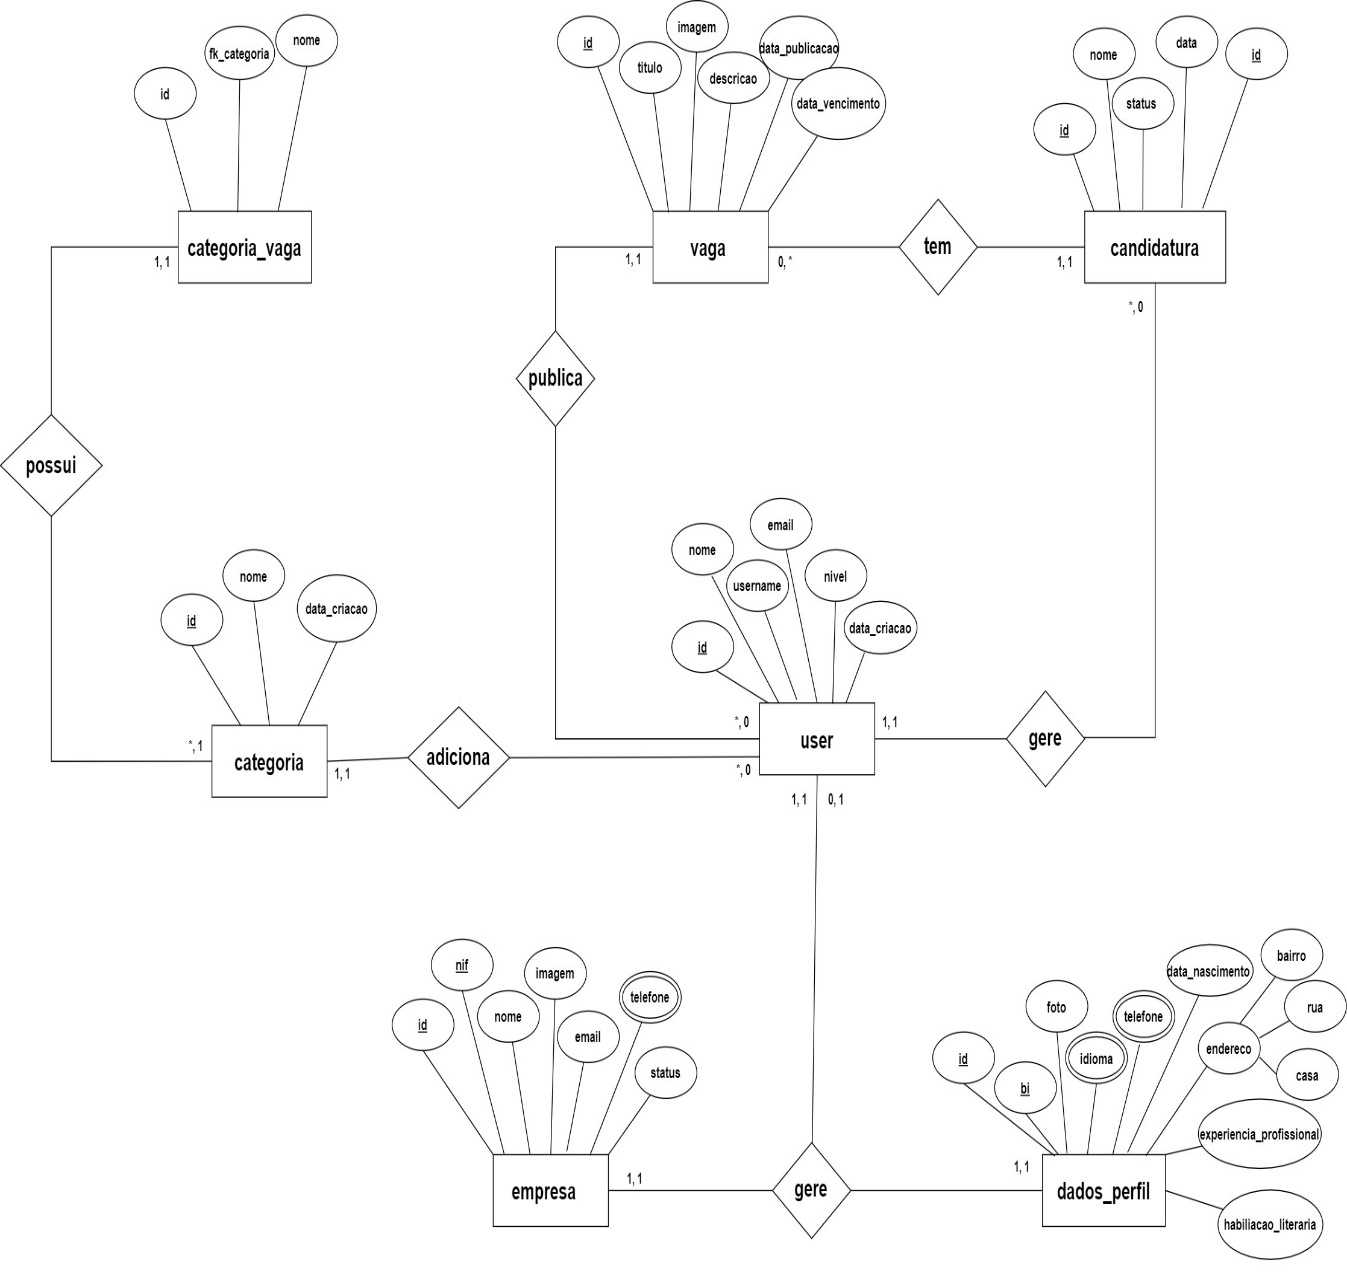 id
fk_categoria
nome
categoria_vaga
1, 1
id
titulo
imagem
descricao
data_publicacao
data_vencimento
vaga
1, 1
0, *
tem
id
nome
status
data
id
candidatura
1, 1
*, 0
publica
possui
id
nome
data_criacao
categoria
*, 1
1, 1
adiciona
id
nome
username
email
nivel
data_criacao
user
*, 0
*, 0
1, 1
1, 1
0, 1
gere
id
nif
nome
imagem
email
telefone
status
empresa
1, 1
gere
id
bi
foto
idioma
telefone
data_nascimento
endereco
bairro
rua
casa
experiencia_profissional
habiliacao_literaria
dados_perfil
1, 1